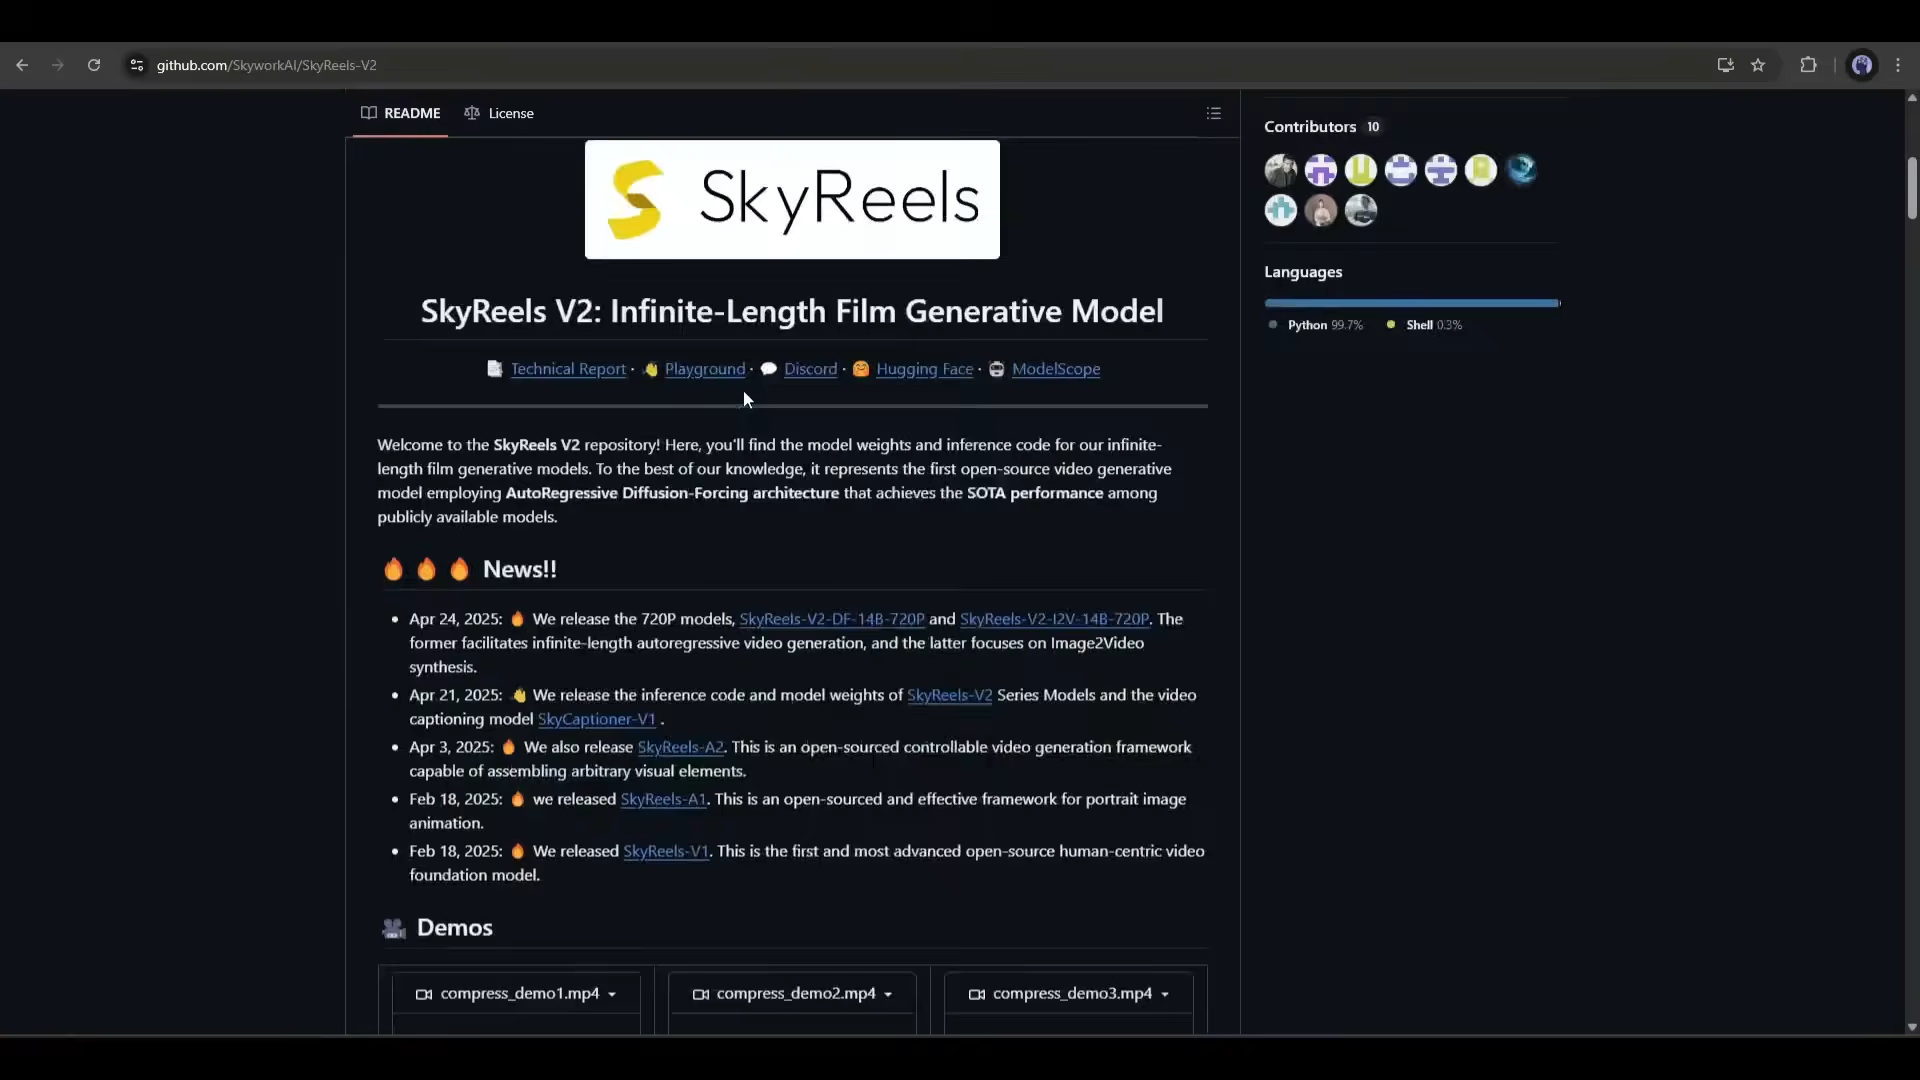 github.com/SkyworkAI/SkyReels-V2
README
License
SkyReels
SkyReels V2: Infinite-Length Film Generative Model
Technical Report · Playground · Discord · Hugging Face · ModelScope
Welcome to the SkyReels V2 repository! Here, you'll find the model weights and inference code for our infinite-
length film generative models. To the best of our knowledge, it represents the first open-source video generative
model employing AutoRegressive Diffusion-Forcing architecture that achieves the SOTA performance among
publicly available models.
News!!
Apr 24, 2025: We release the 720P models, SkyReels-V2-DF-14B-720P and SkyReels-V2-I2V-14B-720P. The
former facilitates infinite-length autoregressive video generation, and the latter focuses on Image2Video
synthesis.
Apr 21, 2025: We release the inference code and model weights of SkyReels-V2 Series Models and the video
captioning model SkyCaptioner-V1 .
Apr 3, 2025: We also release SkyReels-A2. This is an open-sourced controllable video generation framework
capable of assembling arbitrary visual elements.
Feb 18, 2025: we released SkyReels-A1. This is an open-sourced and effective framework for portrait image
animation.
Feb 18, 2025: We released SkyReels-V1. This is the first and most advanced open-source human-centric video
foundation model.
Demos
compress_demo1.mp4
compress_demo2.mp4
compress_demo3.mp4
Contributors 10
Languages
Python 99.7%
Shell 0.3%